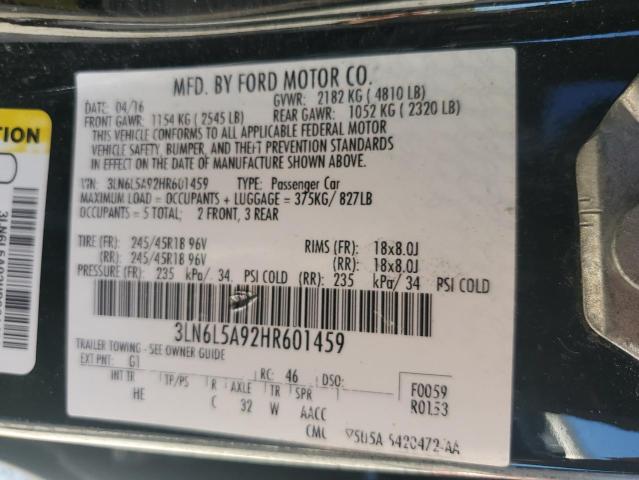 MFD. BY FORD MOTOR CO.
DATE: 04/16 GVWR: 2182 KG ( 4810 LB)
FRONT GAWR: 1154 KG ( 2545 LB) REAR GAWR: 1052 KG ( 2320 LB)
THIS VEHICLE CONFORMS TO ALL APPLICABLE FEDERAL MOTOR
VEHICLE SAFETY, BUMPER, AND THEFT PREVENTION STANDARDS
IN EFFECT ON THE DATE OF MANUFACTURE SHOWN ABOVE.
VIN: 3LN6L5A92HR601459 TYPE: Passenger Car
MAXIMUM LOAD = OCCUPANTS + LUGGAGE = 375KG/ 827LB
OCCUPANTS = 5 TOTAL: 2 FRONT, 3 REAR
TIRE (FR): 245/45R18 96V RIMS (FR): 18x8.0J
(RR): 245/45R18 96V (RR): 18x8.0J
PRESSURE (FR): 235 kPa/ 34 PSI COLD (RR): 235 kPa/ 34 PSI COLD
3LN6L5A92HR601459
TRAILER TOWING - SEE OWNER GUIDE
EXT PNT: G1 RC: 46 DSO: F0059
INT TR TP/PS R AXLE TR SPR R0153
HE C 32 W AACC
CML